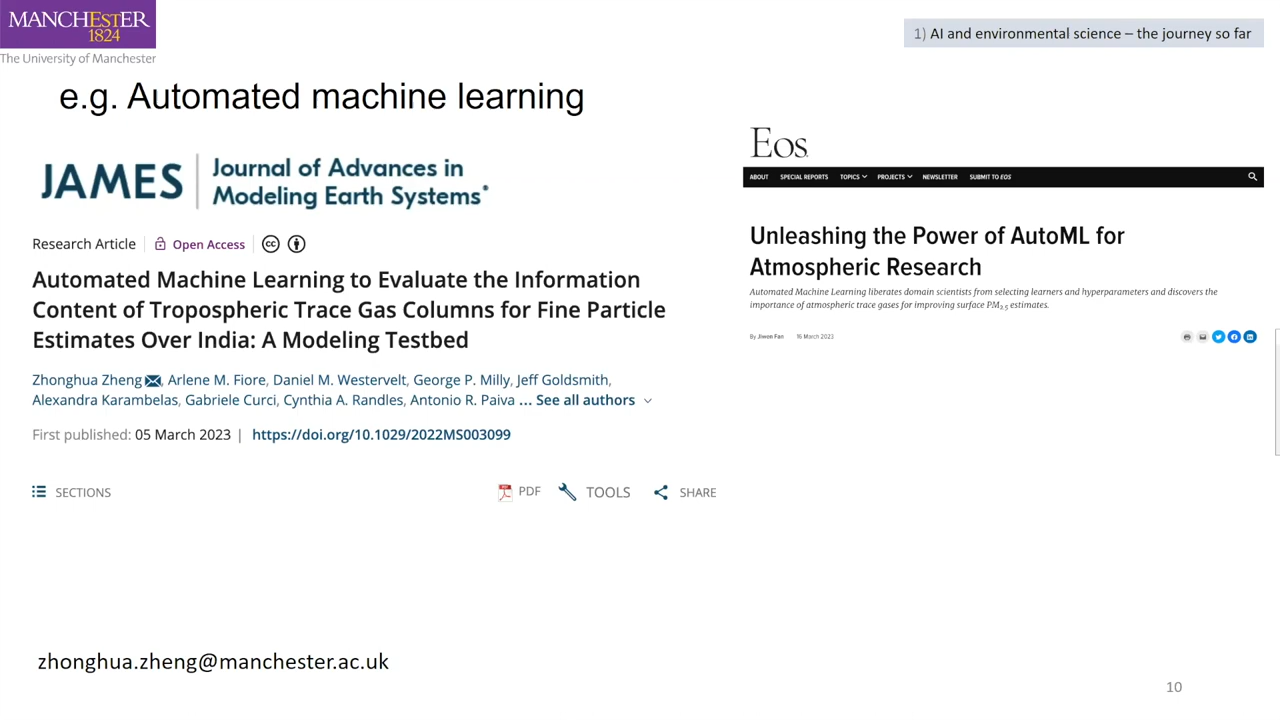 MANCHESTER
1824
The University of Manchester
1) AI and environmental science – the journey so far
e.g. Automated machine learning
JAMES
Journal of Advances in
Modeling Earth Systems®
Research Article
Open Access
cc
Automated Machine Learning to Evaluate the Information
Content of Tropospheric Trace Gas Columns for Fine Particle
Estimates Over India: A Modeling Testbed
Zhonghua Zheng, Arlene M. Fiore, Daniel M. Westervelt, George P. Milly, Jeff Goldsmith,
Alexandra Karambelas, Gabriele Curci, Cynthia A. Randles, Antonio R. Paiva ... See all authors
First published: 05 March 2023 | https://doi.org/10.1029/2022MS003099
SECTIONS
PDF
TOOLS
SHARE
Eos
ABOUT SPECIAL REPORTS TOPICS PROJECTS NEWSLETTER SUBMIT TO EOS
Unleashing the Power of AutoML for
Atmospheric Research
Automated Machine Learning liberates domain scientists from selecting learners and hyperparameters and discovers the
importance of atmospheric trace gases for improving surface PM2.5 estimates.
By Jiwen Fan 16 March 2023
zhonghua.zheng@manchester.ac.uk
10